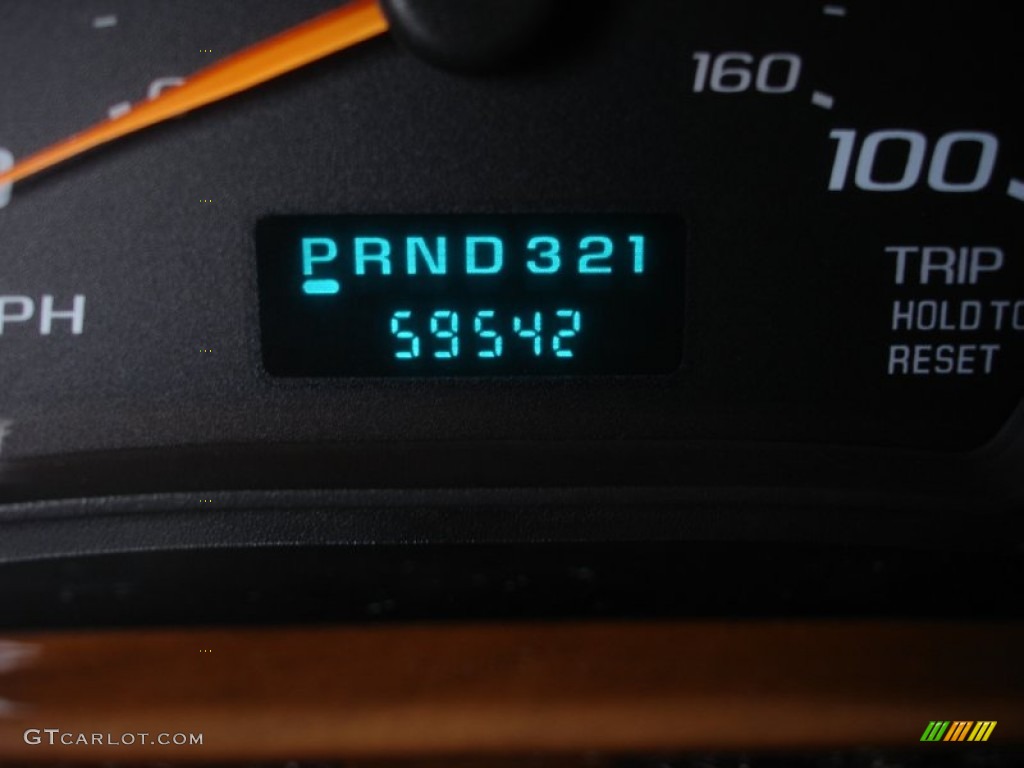 160
100
PRND321
TRIP
PH
HOLD TO
59542
RESET
GTCARLOT.COM